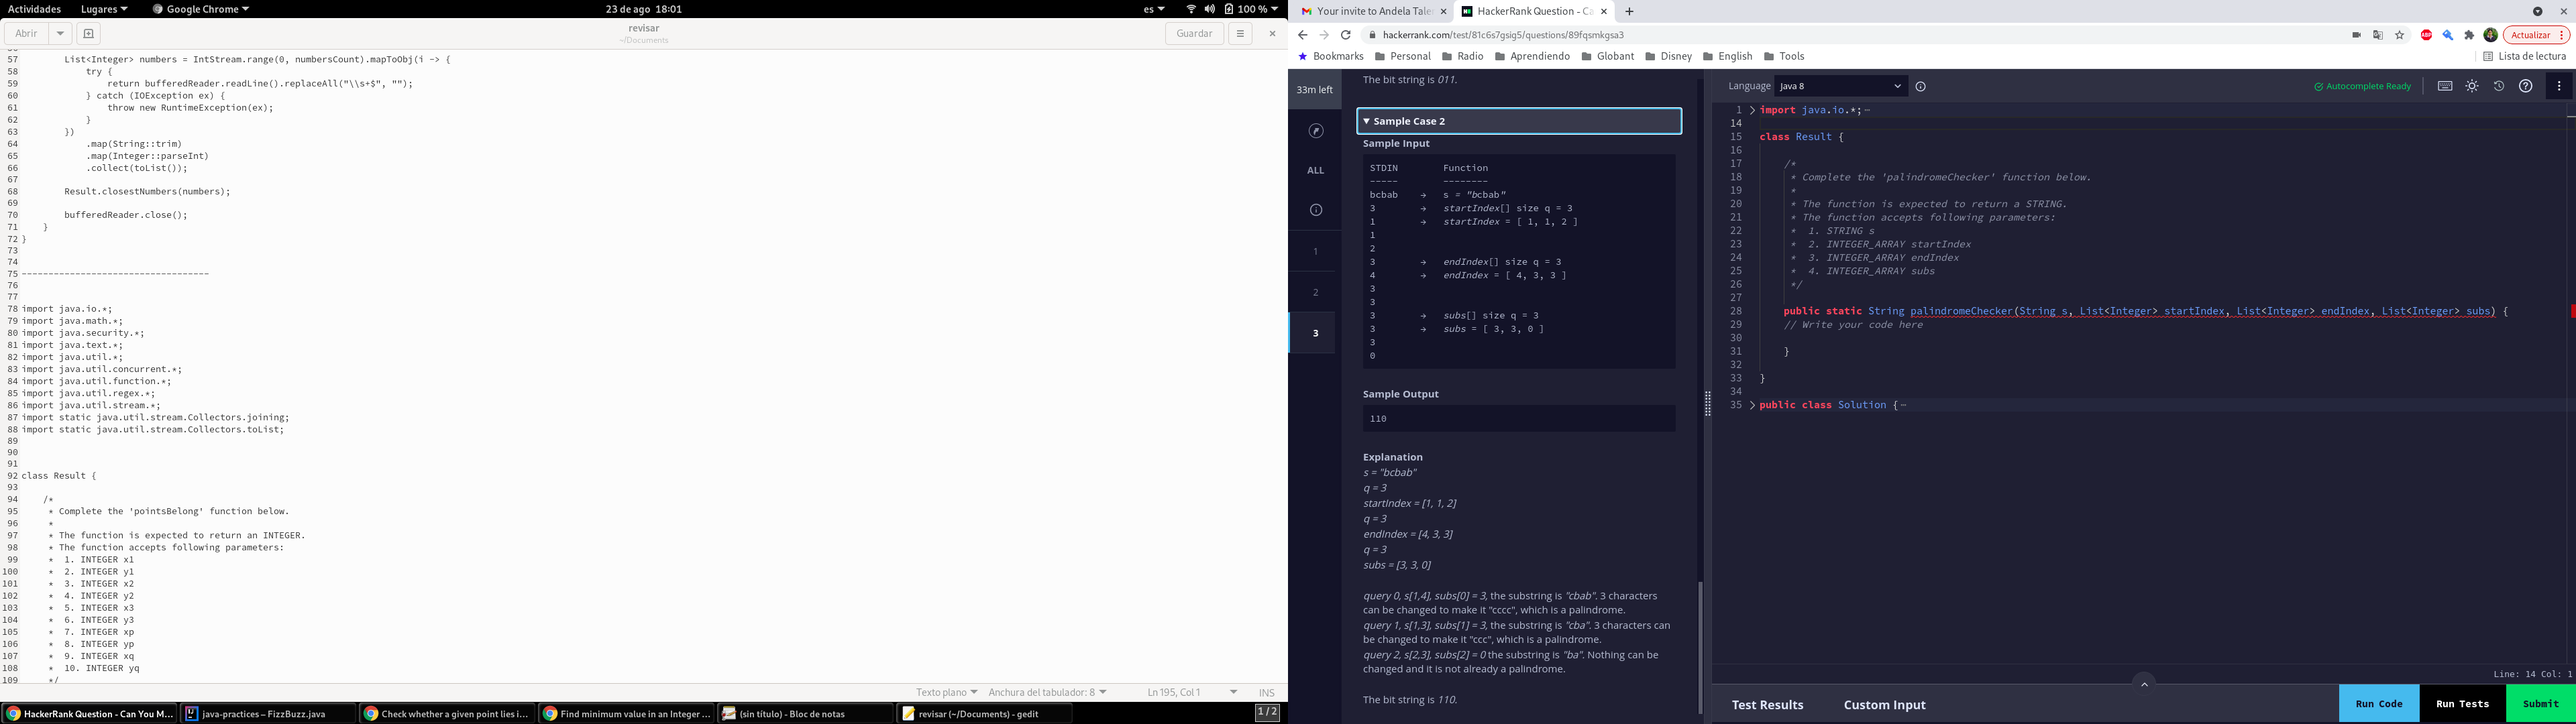 Actividades Lugares Google Chrome 23 de ago 18:01 es 100 %
Abrir revisar Guardar
~/Documents
57 List<Integer> numbers = IntStream.range(0, numbersCount).mapToObj(i -> {
58 try {
59 return bufferedReader.readLine().replaceAll("\\s+$", "");
60 } catch (IOException ex) {
61 throw new RuntimeException(ex);
62 }
63 })
64 .map(String::trim)
65 .map(Integer::parseInt)
66 .collect(toList());
67
68 Result.closestNumbers(numbers);
69
70 bufferedReader.close();
71 }
72 }
73
74
75 -----------------------------------
76
77
78 import java.io.*;
79 import java.math.*;
80 import java.security.*;
81 import java.text.*;
82 import java.util.*;
83 import java.util.concurrent.*;
84 import java.util.function.*;
85 import java.util.regex.*;
86 import java.util.stream.*;
87 import static java.util.stream.Collectors.joining;
88 import static java.util.stream.Collectors.toList;
89
90
91
92 class Result {
93
94 /*
95 * Complete the 'pointsBelong' function below.
96 *
97 * The function is expected to return an INTEGER.
98 * The function accepts following parameters:
99 * 1. INTEGER x1
100 * 2. INTEGER y1
101 * 3. INTEGER x2
102 * 4. INTEGER y2
103 * 5. INTEGER x3
104 * 6. INTEGER y3
105 * 7. INTEGER xp
106 * 8. INTEGER yp
107 * 9. INTEGER xq
108 * 10. INTEGER yq
109 */
Texto plano Anchura del tabulador: 8 Ln 195, Col 1 INS
HackerRank Question - Can You M... java-practices – FizzBuzz.java Check whether a given point lies i... Find minimum value in an Integer ... (sin título) - Bloc de notas revisar (~/Documents) - gedit 1 / 2
Your invite to Andela Tale HackerRank Question - Ca
hackerrank.com/test/81c6s7gsig5/questions/89fqsmkgsa3 ABP Actualizar
Bookmarks Personal Radio Aprendiendo Globant Disney English Tools Lista de lectura
33m left
ALL
1
2
3
The bit string is 011.
Sample Case 2
Sample Input
STDIN Function
----- --------
bcbab → s = "bcbab"
3 → startIndex[] size q = 3
1 → startIndex = [ 1, 1, 2 ]
1
2
3 → endIndex[] size q = 3
4 → endIndex = [ 4, 3, 3 ]
3
3
3 → subs[] size q = 3
3 → subs = [ 3, 3, 0 ]
3
0
Sample Output
110
Explanation
s = "bcbab"
q = 3
startIndex = [1, 1, 2]
q = 3
endIndex = [4, 3, 3]
q = 3
subs = [3, 3, 0]
query 0, s[1,4], subs[0] = 3, the substring is "cbab". 3 characters
can be changed to make it "cccc", which is a palindrome.
query 1, s[1,3], subs[1] = 3, the substring is "cba". 3 characters can
be changed to make it "ccc", which is a palindrome.
query 2, s[2,3], subs[2] = 0 the substring is "ba". Nothing can be
changed and it is not already a palindrome.
The bit string is 110.
Language Java 8 Autocomplete Ready
1 import java.io.*;
14
15 class Result {
16
17 /*
18 * Complete the 'palindromeChecker' function below.
19 *
20 * The function is expected to return a STRING.
21 * The function accepts following parameters:
22 * 1. STRING s
23 * 2. INTEGER_ARRAY startIndex
24 * 3. INTEGER_ARRAY endIndex
25 * 4. INTEGER_ARRAY subs
26 */
27
28 public static String palindromeChecker(String s, List<Integer> startIndex, List<Integer> endIndex, List<Integer> subs) {
29 // Write your code here
30
31 }
32
33 }
34
35 public class Solution {
Line: 14 Col: 1
Test Results Custom Input Run Code Run Tests Submit